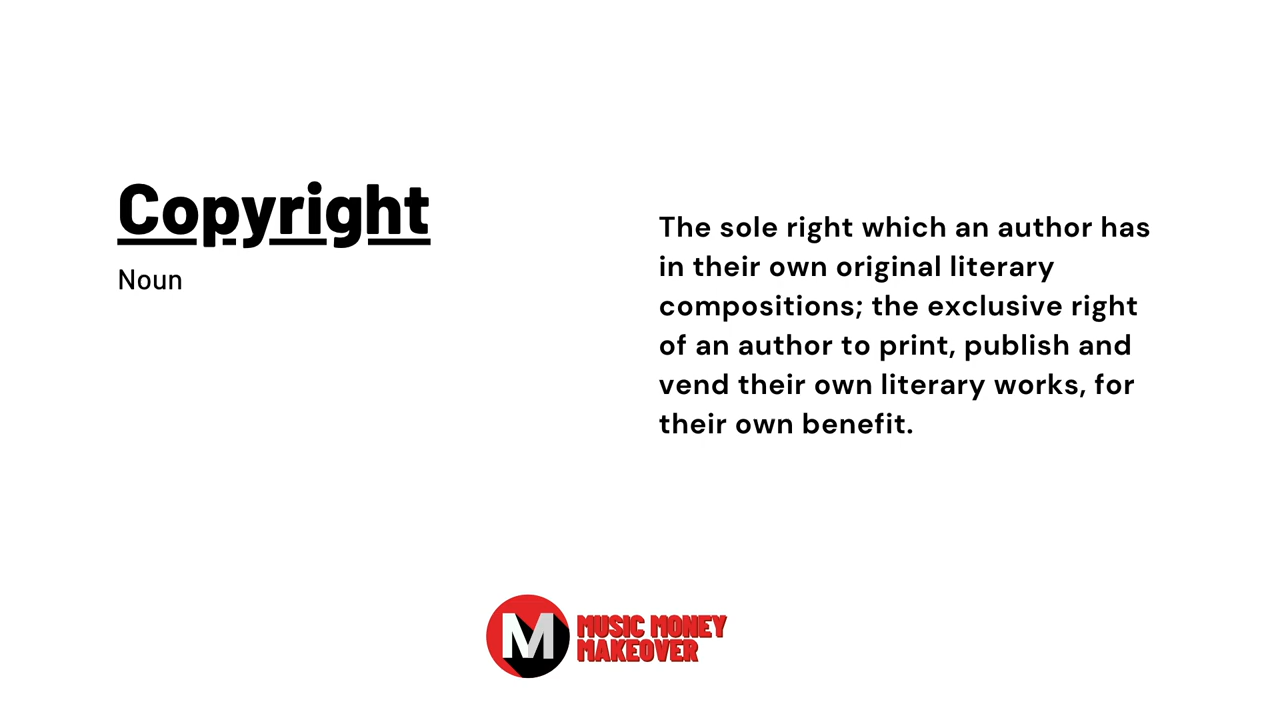 Copyright
Noun
The sole right which an author has
in their own original literary
compositions; the exclusive right
of an author to print, publish and
vend their own literary works, for
their own benefit.
M
MUSIC MONEY
MAKEOVER